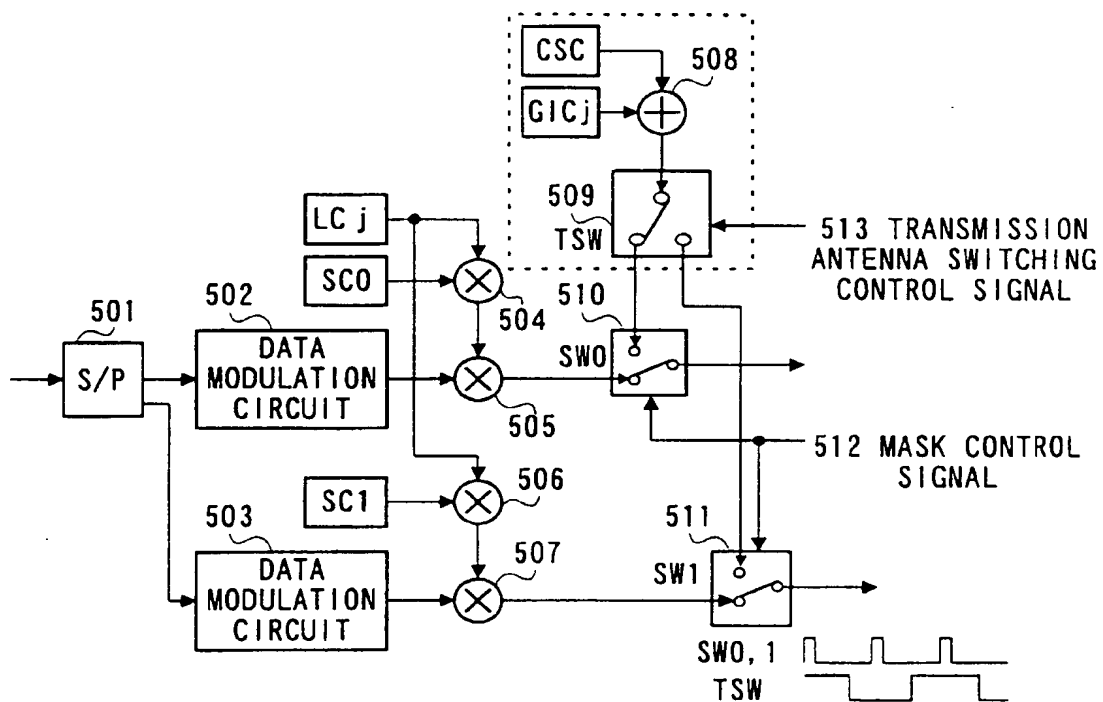 CSC
508
GICj
509
TSW
513 TRANSMISSION
ANTENNA SWITCHING
CONTROL SIGNAL
LCj
SC0
504
510
501
502
S/P
DATA
MODULATION
CIRCUIT
SW0
505
512 MASK CONTROL
SIGNAL
SC1
506
503
DATA
MODULATION
CIRCUIT
507
511
SW1
SW0,1
TSW